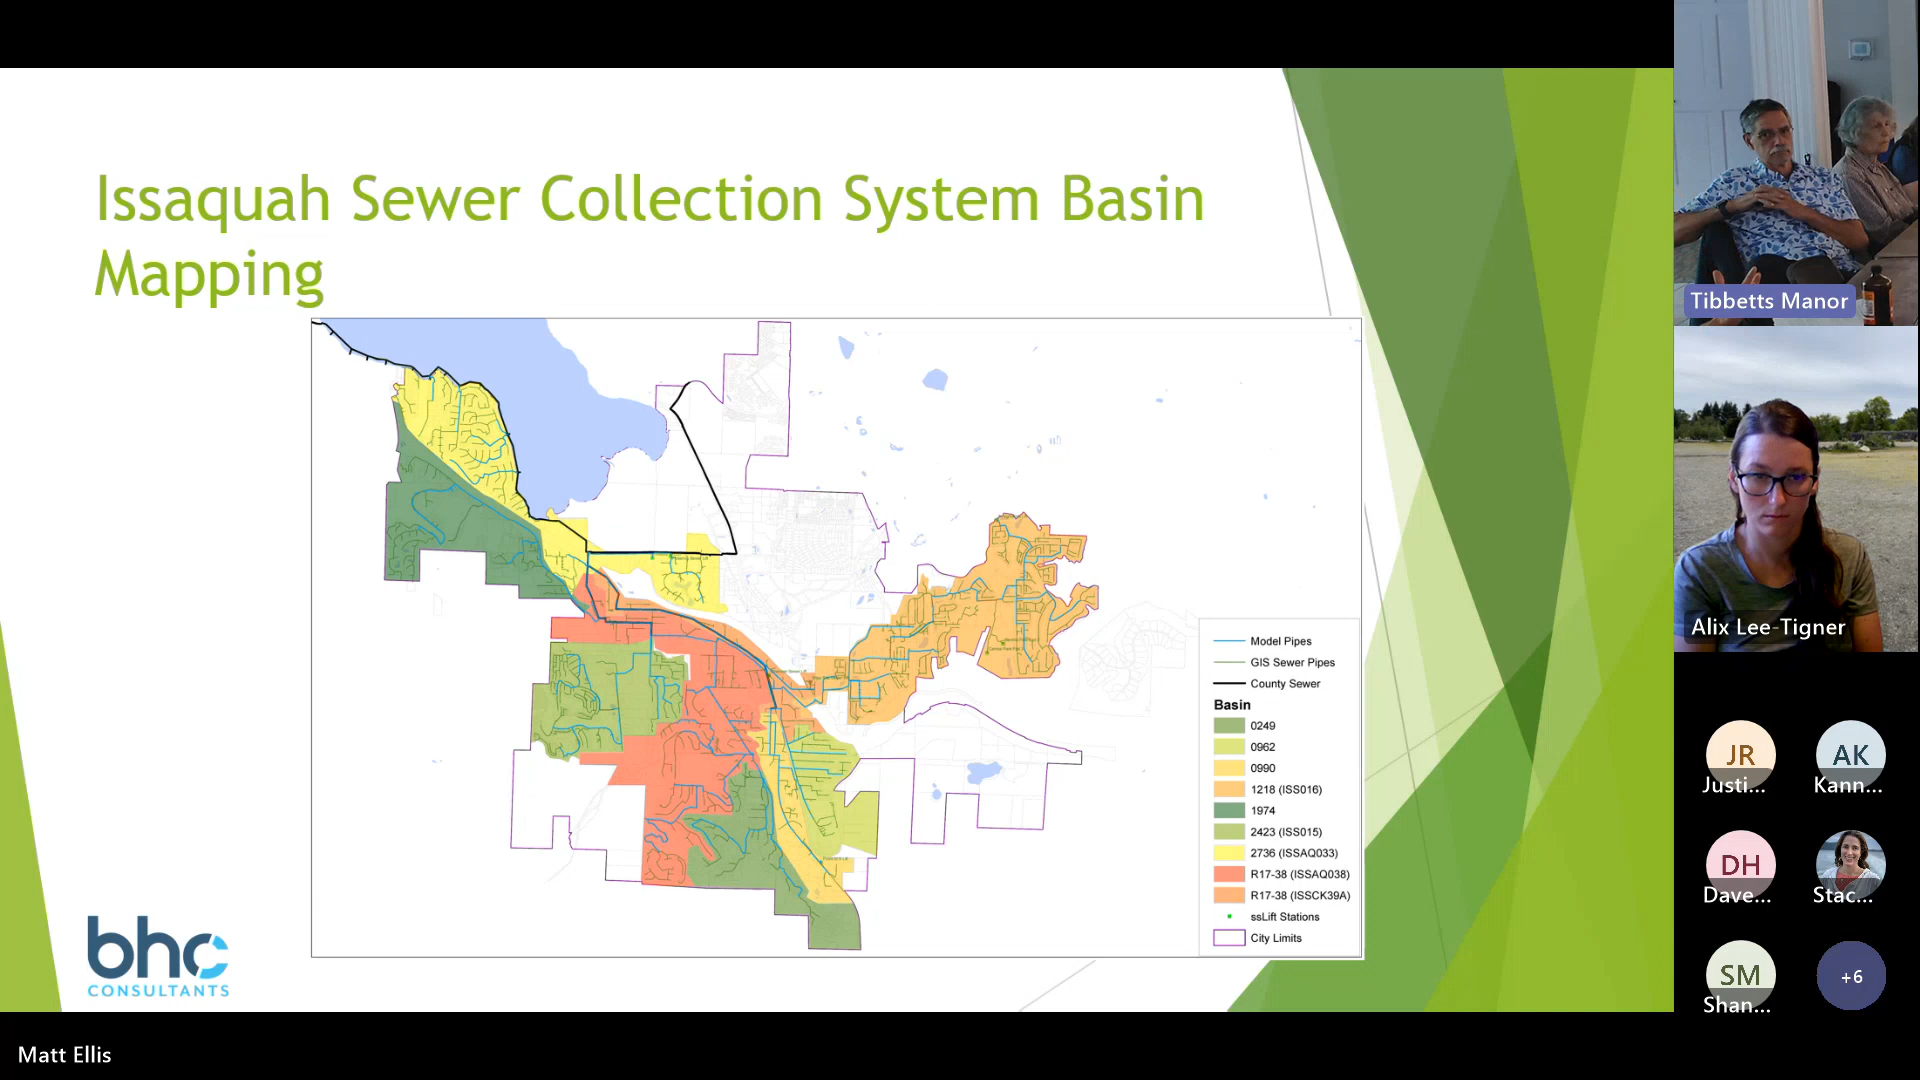 Issaquah Sewer Collection System Basin
Mapping
Model Pipes
GIS Sewer Pipes
County Sewer
Basin
0249
0962
0990
1218 (ISS016)
1974
2423 (ISS015)
2736 (ISSAQ033)
R17-38 (ISSAQ038)
R17-38 (ISSCK39A)
ssLift Stations
City Limits
bhc
CONSULTANTS
Matt Ellis
Tibbetts Manor
Alix Lee-Tigner
JR
Justi...
AK
Kann...
DH
Dave...
Stac...
SM
Shan...
+6